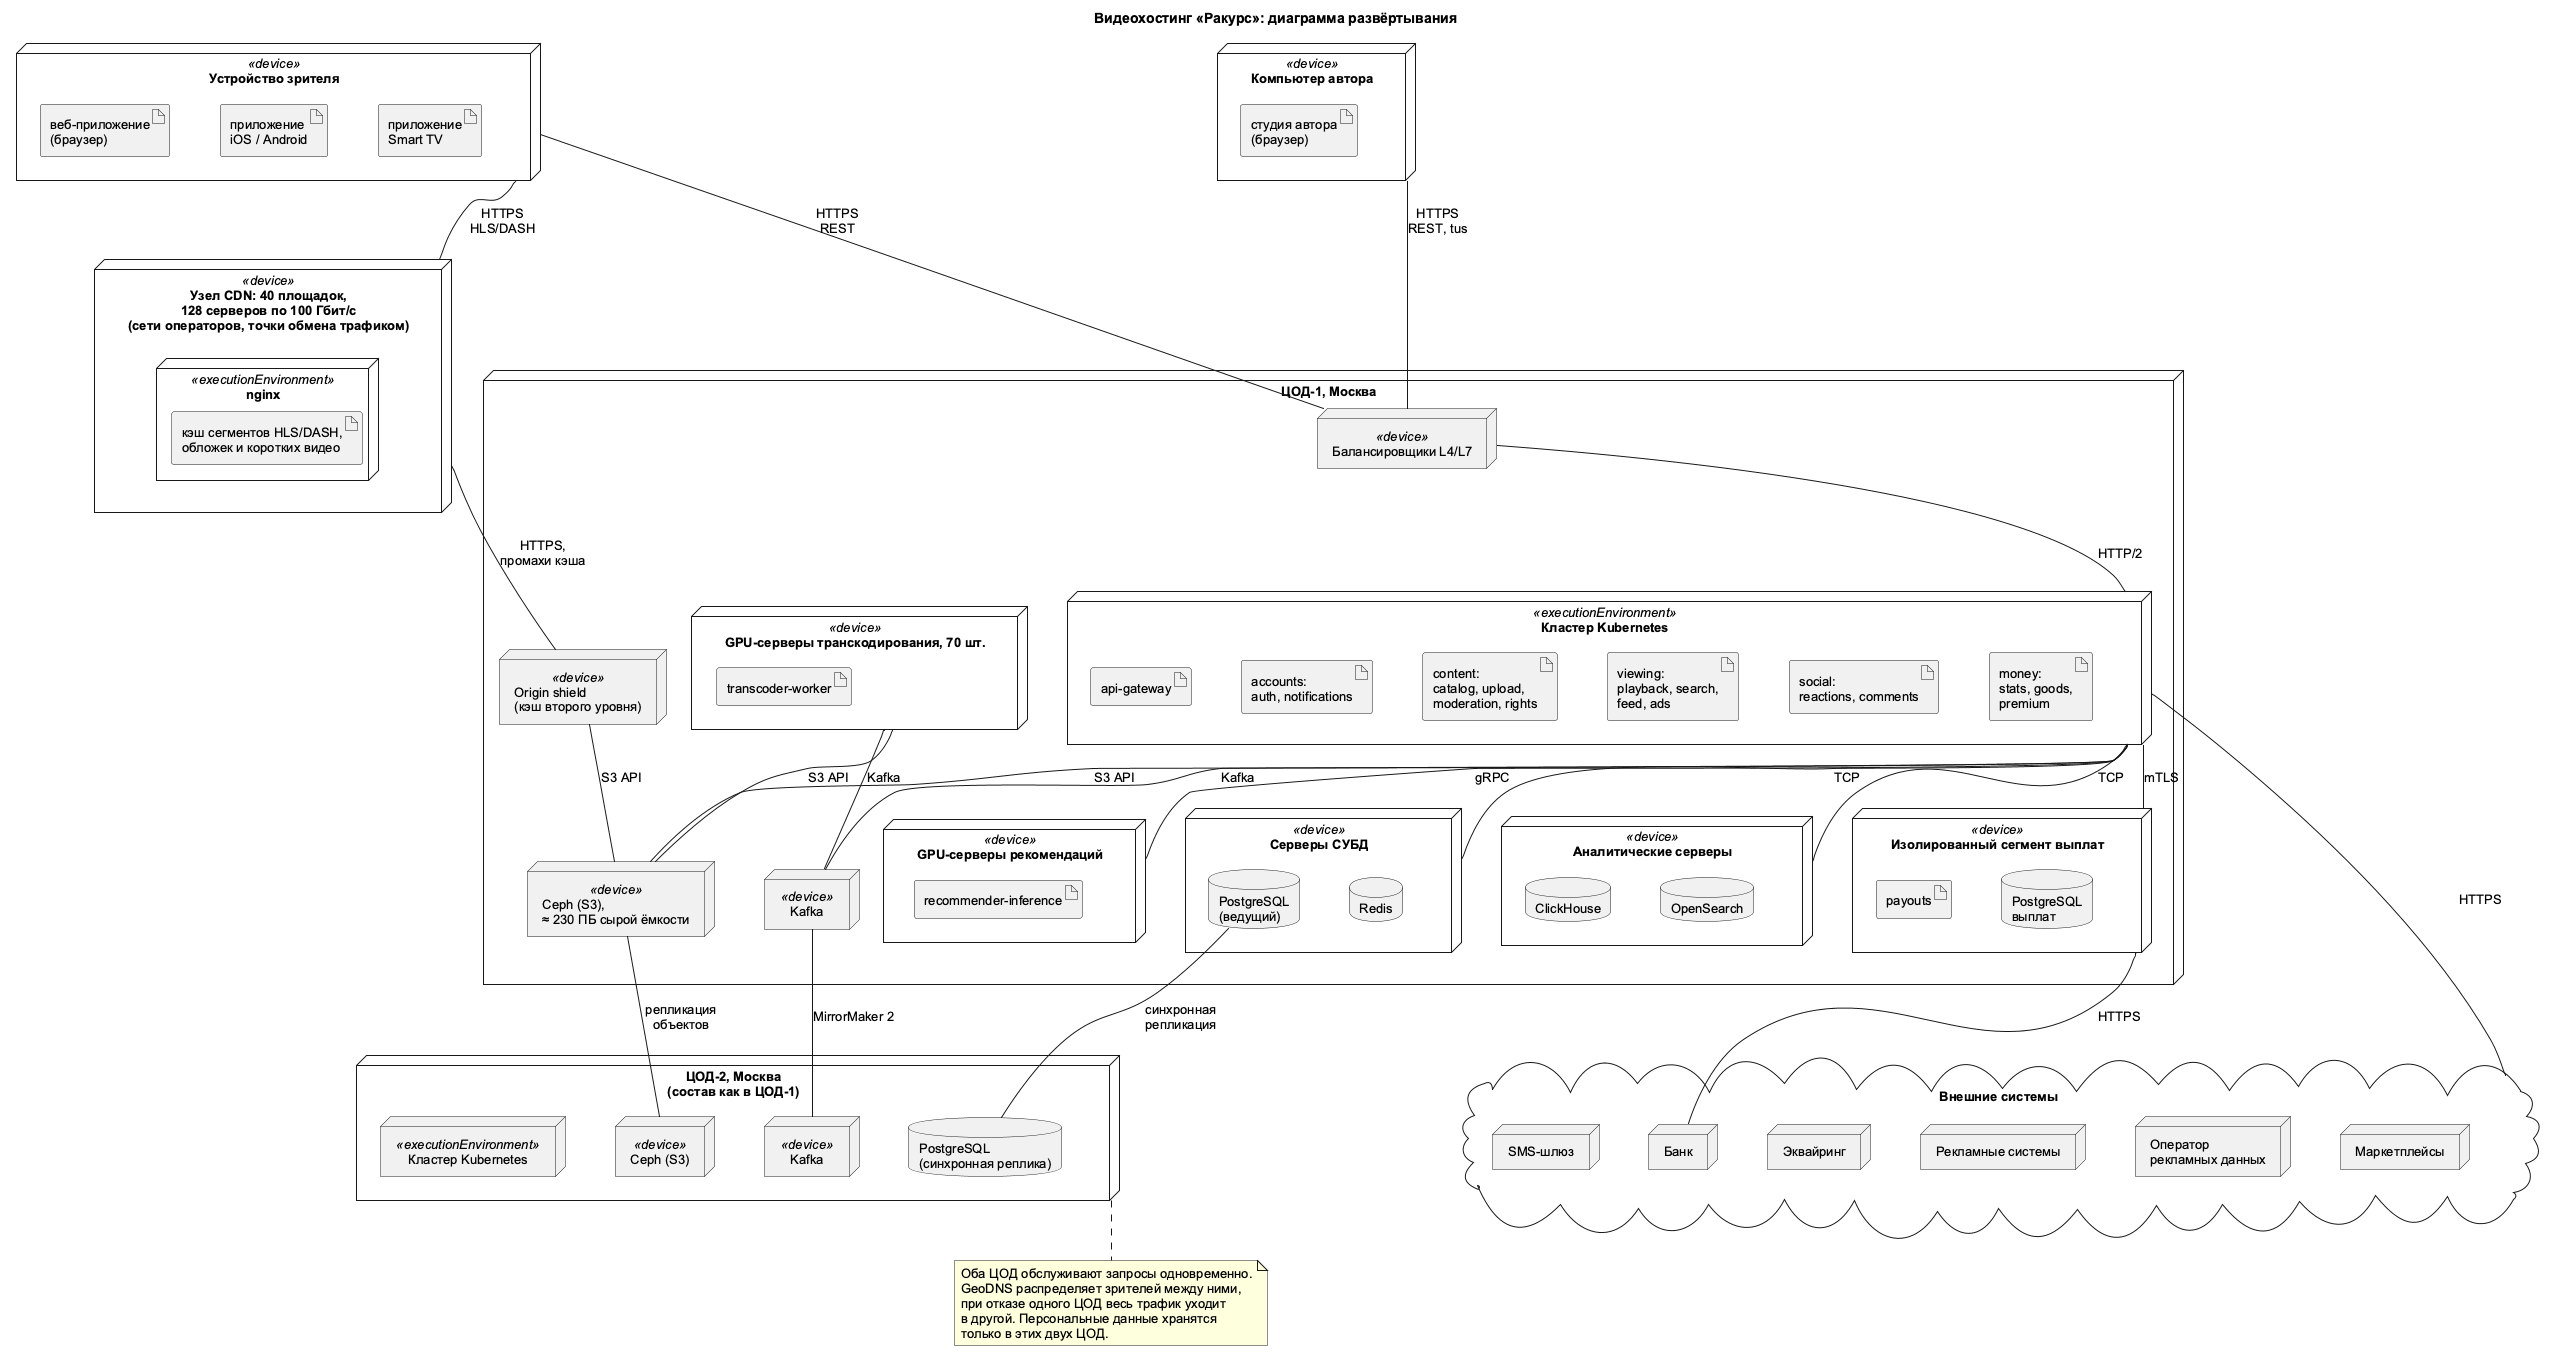 Видеохостинг «Ракурс»: диаграмма развёртывания
«device»
Устройство зрителя
веб-приложение
(браузер)
приложение
iOS / Android
приложение
Smart TV
«device»
Компьютер автора
студия автора
(браузер)
HTTPS
HLS/DASH
HTTPS
REST
HTTPS
REST, tus
«device»
Узел CDN: 40 площадок,
128 серверов по 100 Гбит/с
(сети операторов, точки обмена трафиком)
«executionEnvironment»
nginx
кэш сегментов HLS/DASH,
обложек и коротких видео
ЦОД-1, Москва
«device»
Балансировщики L4/L7
HTTPS,
промахи кэша
HTTP/2
«device»
Origin shield
(кэш второго уровня)
«device»
GPU-серверы транскодирования, 70 шт.
transcoder-worker
«executionEnvironment»
Кластер Kubernetes
api-gateway
accounts:
auth, notifications
content:
catalog, upload,
moderation, rights
viewing:
playback, search,
feed, ads
social:
reactions, comments
money:
stats, goods,
premium
S3 API
S3 API
Kafka
S3 API
Kafka
gRPC
TCP
TCP
mTLS
«device»
Ceph (S3),
≈ 230 ПБ сырой ёмкости
«device»
Kafka
«device»
GPU-серверы рекомендаций
recommender-inference
«device»
Серверы СУБД
PostgreSQL
(ведущий)
Redis
«device»
Аналитические серверы
ClickHouse
OpenSearch
«device»
Изолированный сегмент выплат
payouts
PostgreSQL
выплат
HTTPS
репликация
объектов
MirrorMaker 2
синхронная
репликация
HTTPS
ЦОД-2, Москва
(состав как в ЦОД-1)
«executionEnvironment»
Кластер Kubernetes
«device»
Ceph (S3)
«device»
Kafka
PostgreSQL
(синхронная реплика)
Внешние системы
SMS-шлюз
Банк
Эквайринг
Рекламные системы
Оператор
рекламных данных
Маркетплейсы
Оба ЦОД обслуживают запросы одновременно.
GeoDNS распределяет зрителей между ними,
при отказе одного ЦОД весь трафик уходит
в другой. Персональные данные хранятся
только в этих двух ЦОД.